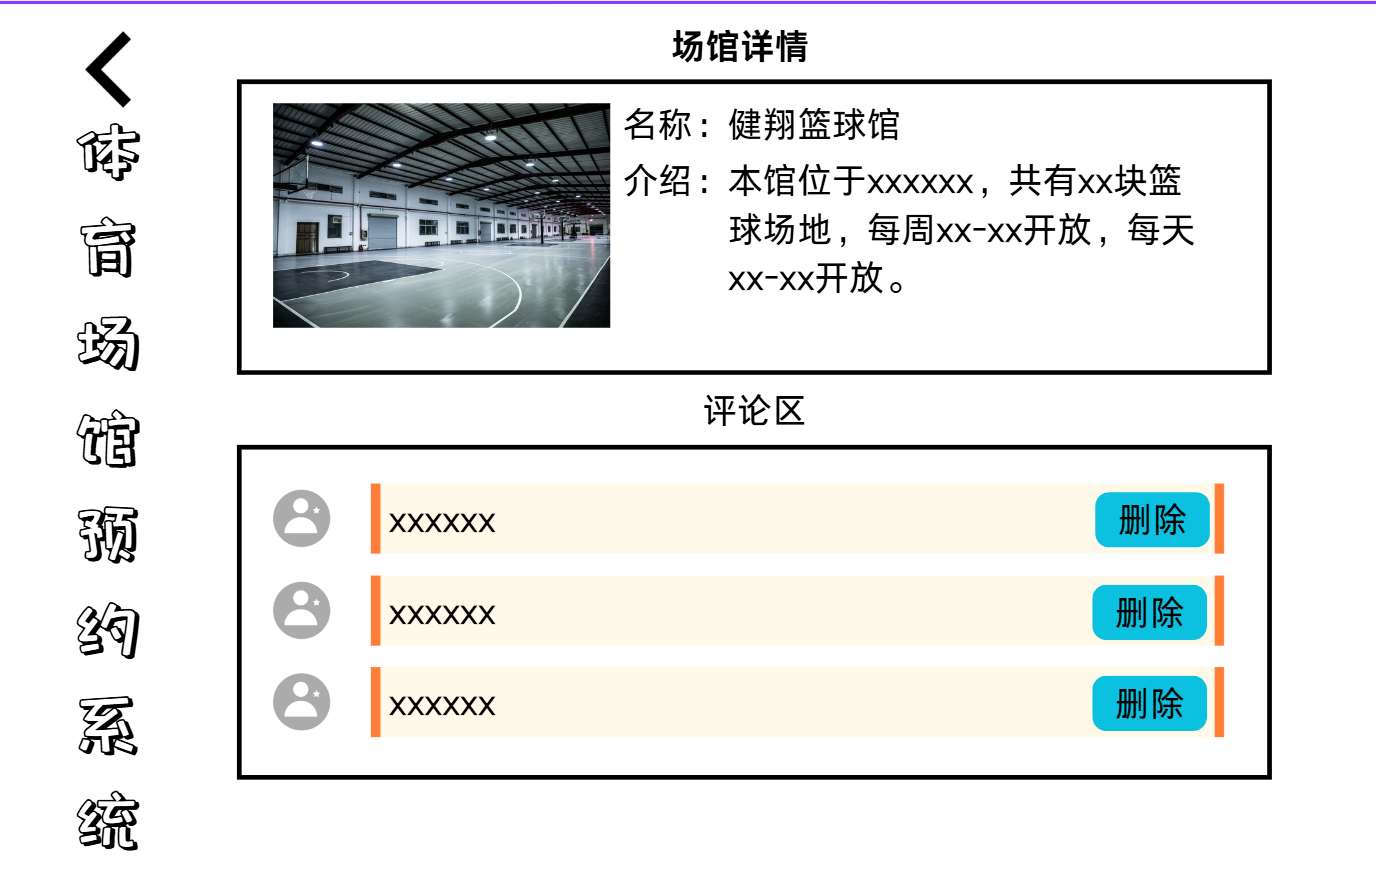 体
育
场
馆
预
约
系
统
场馆详情
名称：健翔篮球馆
介绍：本馆位于xxxxxx，共有xx块篮
球场地，每周xx-xx开放，每天
xx-xx开放。
评论区
xxxxxx 删除
xxxxxx 删除
xxxxxx 删除